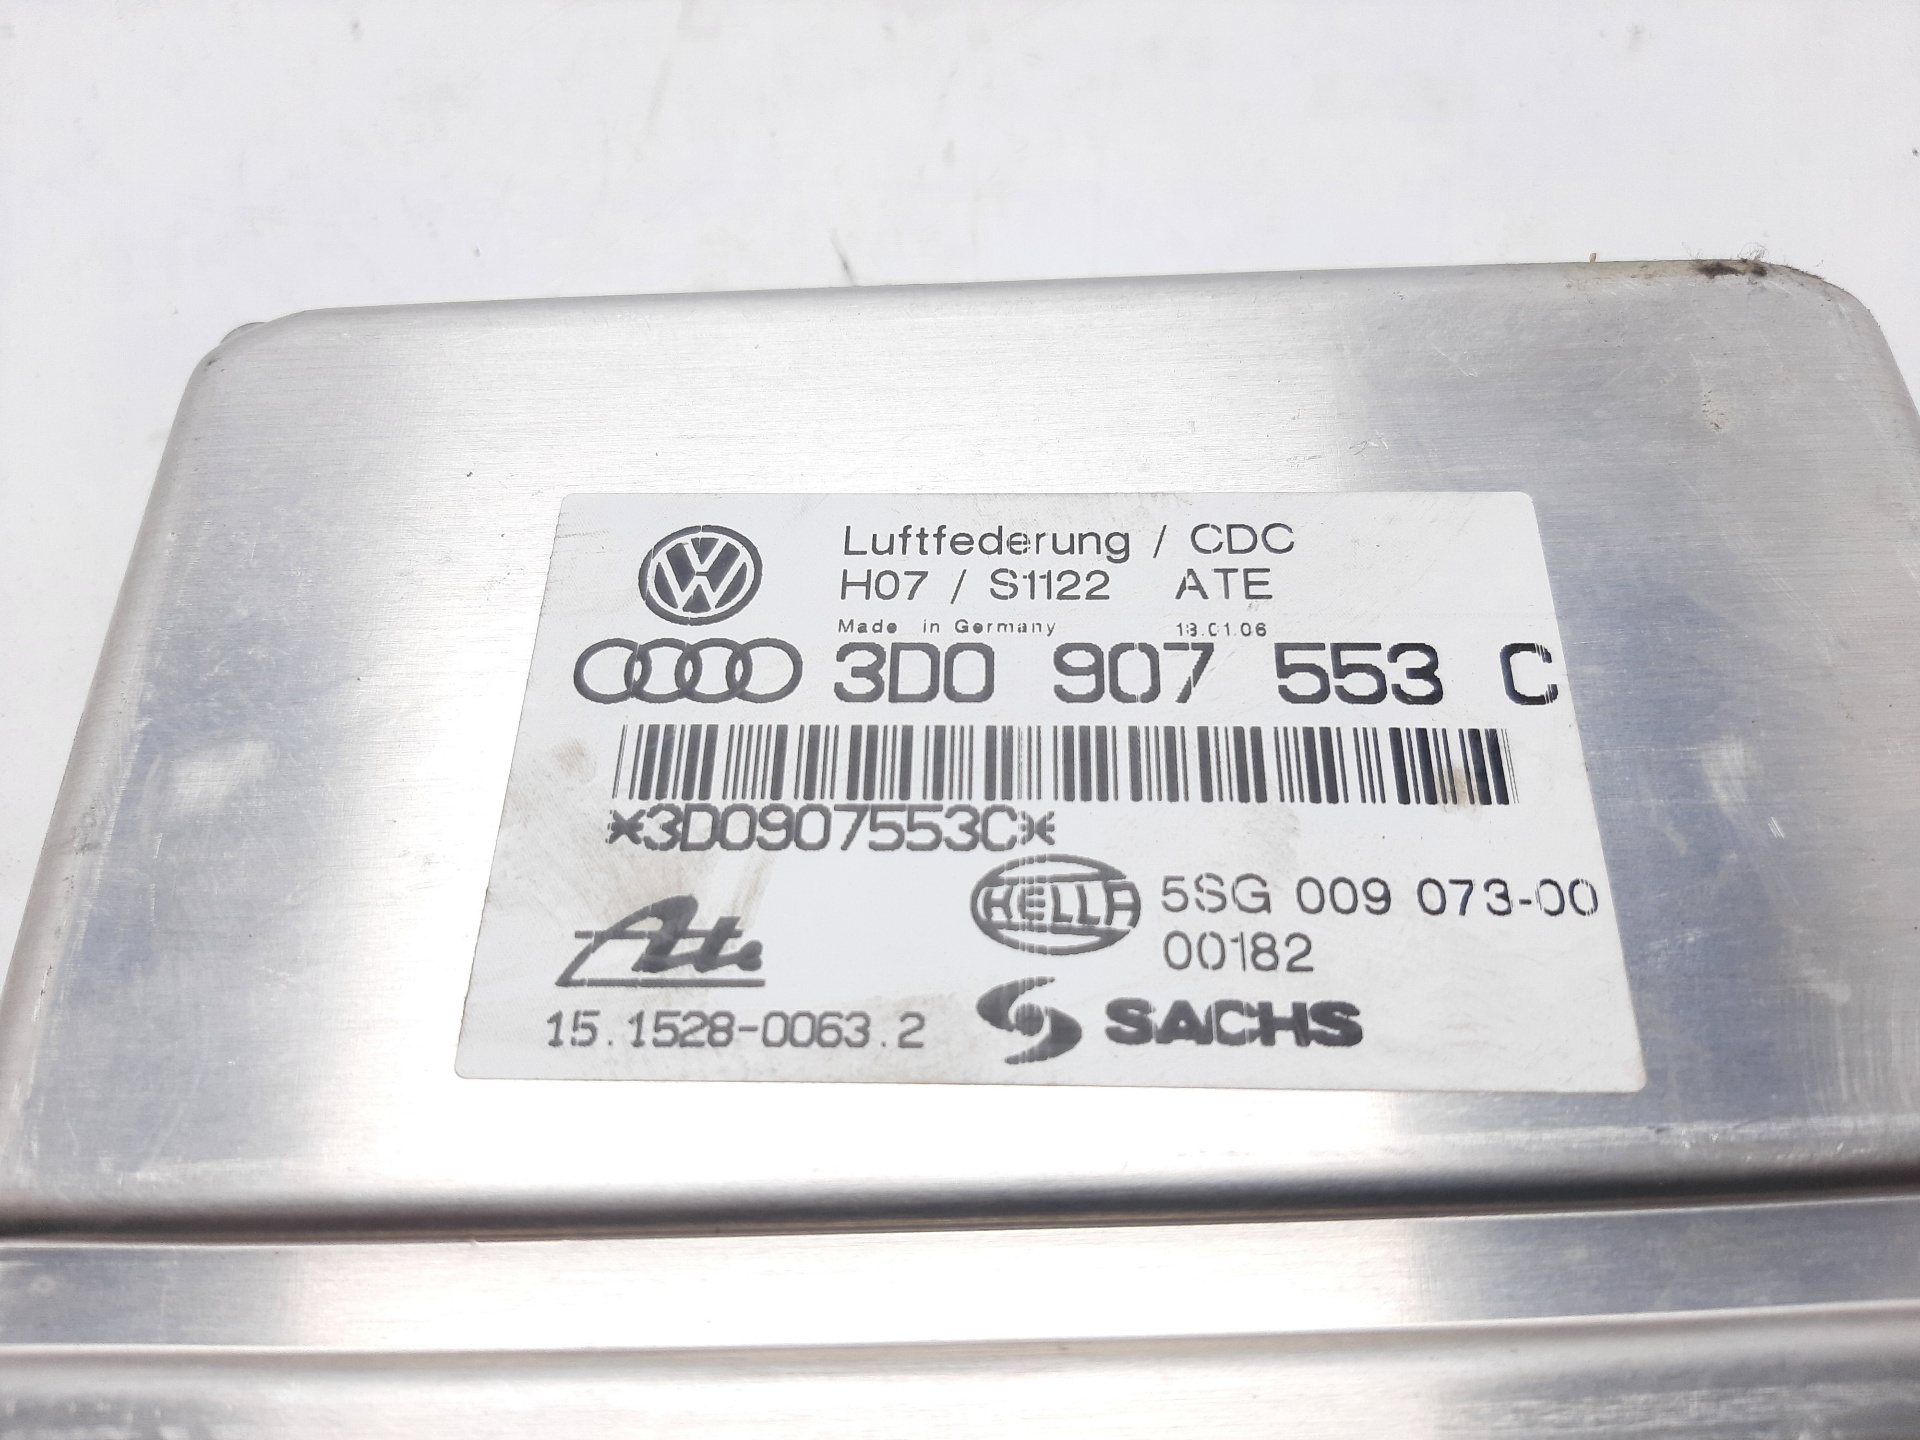 Luftfederung / CDC
H07 / S1122 ATE
Made in Germany 18.01.06
3D0 907 553 C
*3D0907553C*
HELLA 5SG 009 073-00
00182
Ate
15.1528-0063.2
SACHS